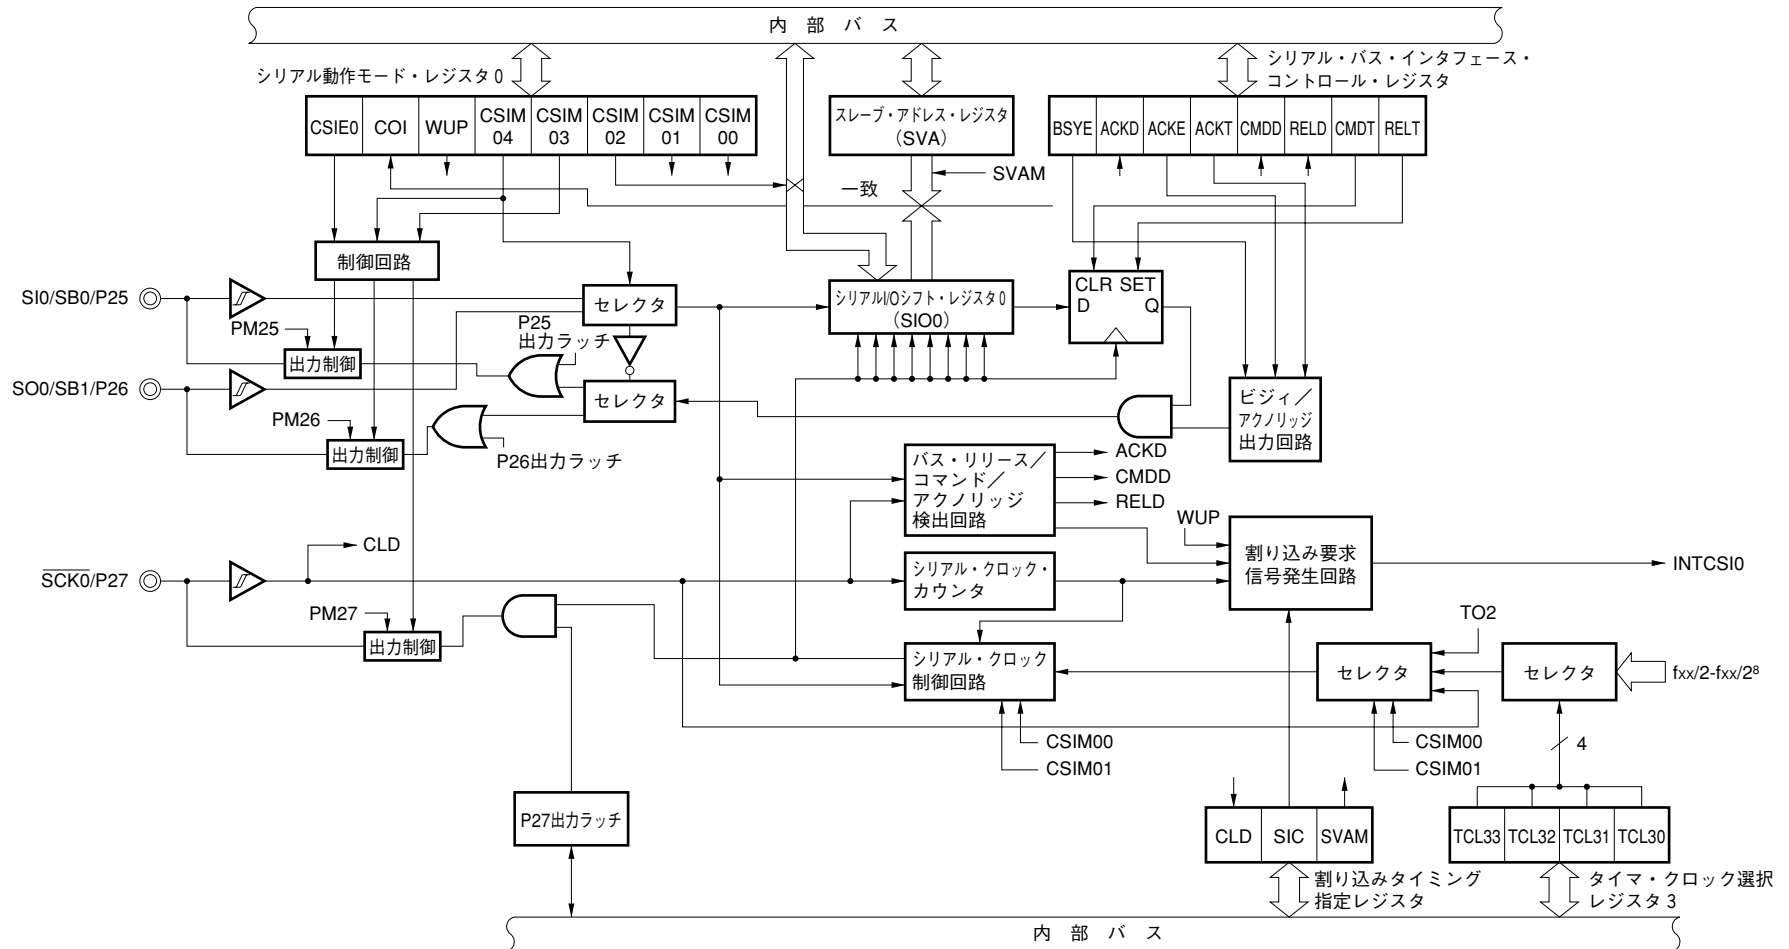 内 部 バ ス
シリアル動作モード・レジスタ0
シリアル・バス・インタフェース・
コントロール・レジスタ
CSIE0 COI WUP CSIM04 CSIM03 CSIM02 CSIM01 CSIM00
スレーブ・アドレス・レジスタ
(SVA)
BSYE ACKD ACKE ACKT CMDD RELD CMDT RELT
SVAM
一致
制御回路
SI0/SB0/P25
セレクタ
シリアルI/Oシフト・レジスタ0
(SIO0)
CLR SET
D Q
PM25
出力制御
P25
出力ラッチ
SO0/SB1/P26
セレクタ
ビジィ/
アクノリッジ
出力回路
PM26
出力制御
P26出力ラッチ
バス・リリース/
コマンド/
アクノリッジ
検出回路
ACKD
CMDD
RELD
WUP
CLD
SCK0/P27
シリアル・クロック・
カウンタ
割り込み要求
信号発生回路
INTCSI0
PM27
出力制御
TO2
シリアル・クロック
制御回路
セレクタ
セレクタ
fxx/2-fxx/2⁸
CSIM00
CSIM01
CSIM00
CSIM01
4
P27出力ラッチ
CLD SIC SVAM
TCL33 TCL32 TCL31 TCL30
割り込みタイミング
指定レジスタ
タイマ・クロック選択
レジスタ3
内 部 バ ス